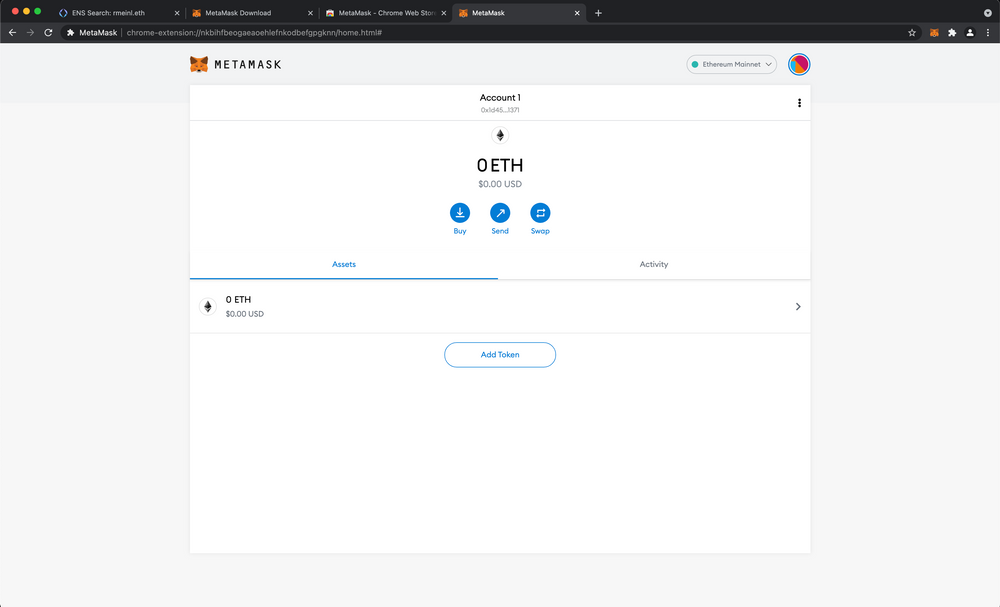 ENS Search: rmeinl.eth
MetaMask Download
MetaMask - Chrome Web Stor
MetaMask
MetaMask
chrome-extension://nkbihfbeogaeaoehlefnkodbefgpgknn/home.html#
METAMASK
Ethereum Mainnet
Account 1
0x1d45...1371
0 ETH
$0.00 USD
Buy
Send
Swap
Assets
Activity
0 ETH
$0.00 USD
Add Token